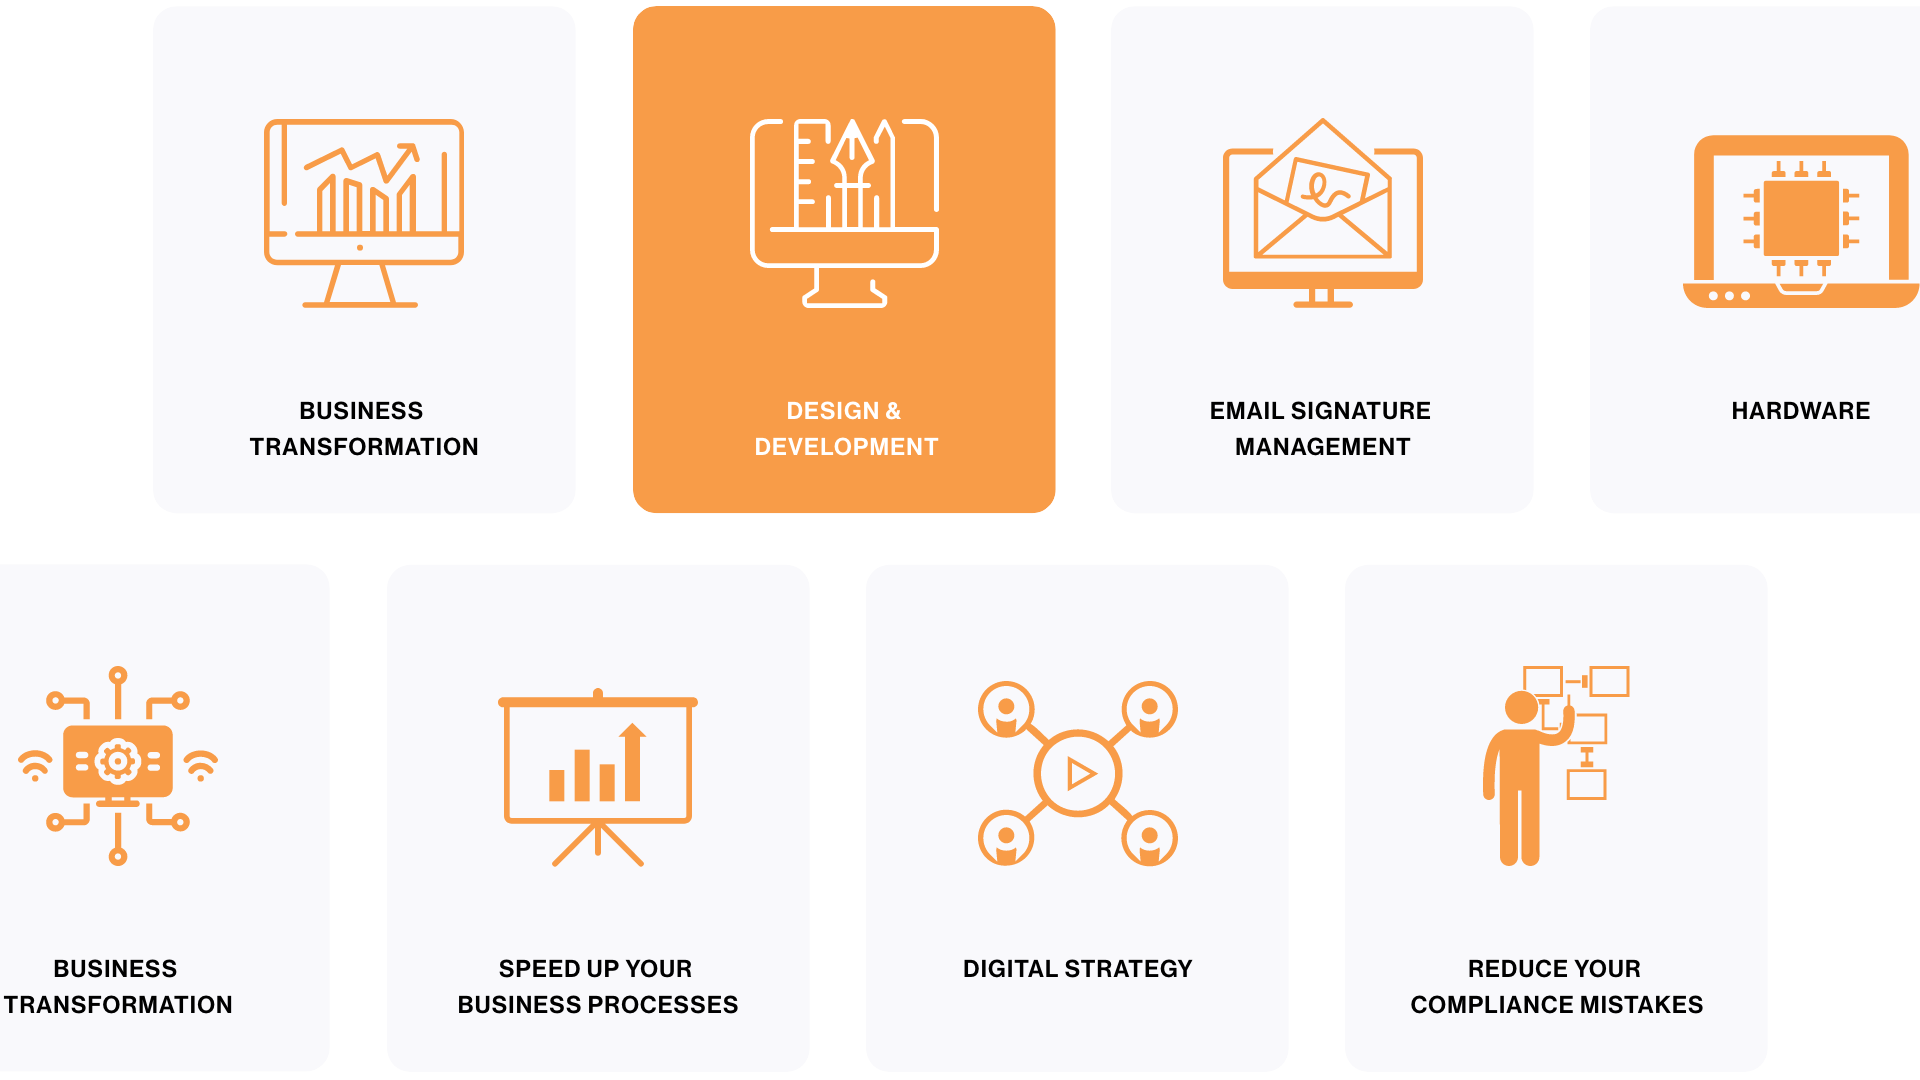 BUSINESS
TRANSFORMATION
DESIGN &
DEVELOPMENT
EMAIL SIGNATURE
MANAGEMENT
HARDWARE
BUSINESS
TRANSFORMATION
SPEED UP YOUR
BUSINESS PROCESSES
DIGITAL STRATEGY
REDUCE YOUR
COMPLIANCE MISTAKES